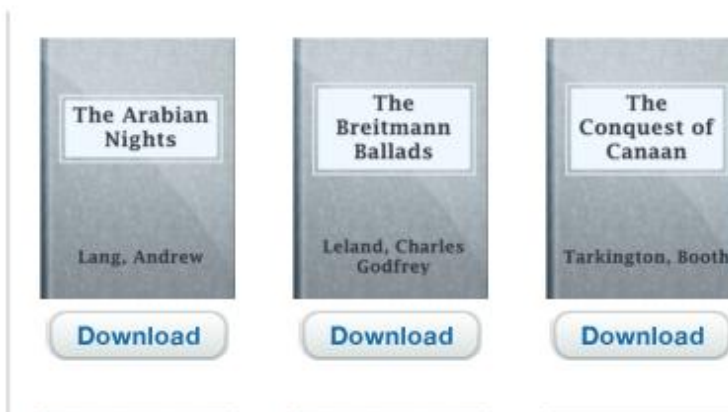 The Arabian
Nights
Lang, Andrew
Download
The
Breitmann
Ballads
Leland, Charles
Godfrey
Download
The
Conquest of
Canaan
Tarkington, Booth
Download